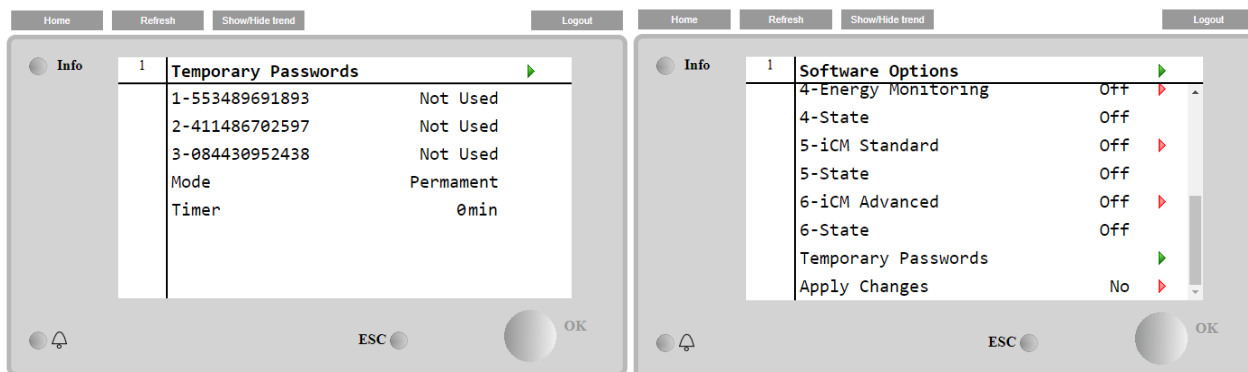 Home Refresh Show/Hide trend Logout
Info
1 Temporary Passwords
1-553489691893 Not Used
2-411486702597 Not Used
3-084430952438 Not Used
Mode Permament
Timer 0min
ESC OK
Home Refresh Show/Hide trend Logout
Info
1 Software Options
4-Energy Monitoring Off
4-State Off
5-iCM Standard Off
5-State Off
6-iCM Advanced Off
6-State Off
Temporary Passwords
Apply Changes No
ESC OK